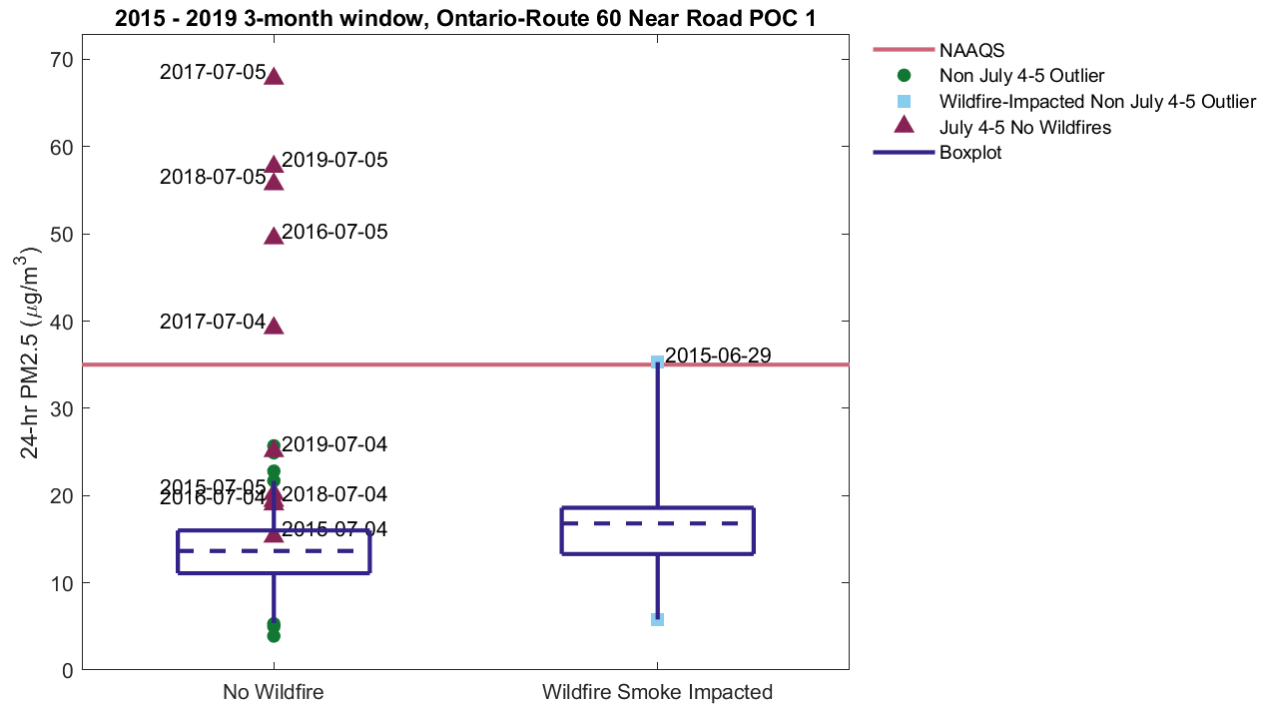 2015 - 2019 3-month window, Ontario-Route 60 Near Road POC 1
24-hr PM2.5 (μg/m³)
70
60
50
40
30
20
10
0
2017-07-05
2019-07-05
2018-07-05
2016-07-05
2017-07-04
2015-06-29
2019-07-04
2015-07-05
2016-07-04
2018-07-04
2015-07-04
No Wildfire
Wildfire Smoke Impacted
NAAQS
Non July 4-5 Outlier
Wildfire-Impacted Non July 4-5 Outlier
July 4-5 No Wildfires
Boxplot